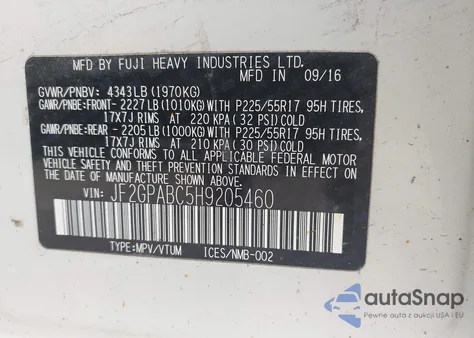 MFD BY FUJI HEAVY INDUSTRIES LTD.
MFD IN 09/16
GVWR/PNBV: 4343LB (1970KG)
GAWR/PNBE:FRONT- 2227LB (1010KG) WITH P225/55R17 95H TIRES,
17X7J RIMS AT 220 KPA (32 PSI) COLD
GAWR/PNBE:REAR - 2205LB (1000KG) WITH P225/55R17 95H TIRES,
17X7J RIMS AT 210 KPA (30 PSI) COLD
THIS VEHICLE CONFORMS TO ALL APPLICABLE FEDERAL MOTOR
VEHICLE SAFETY AND THEFT PREVENTION STANDARDS IN EFFECT
ON THE DATE OF MANUFACTURE SHOWN ABOVE.
VIN: JF2GPABC5H9205460
TYPE:MPV/VTUM ICES/NMB-002
autoSnap
Pewne auta z aukcji USA - EU